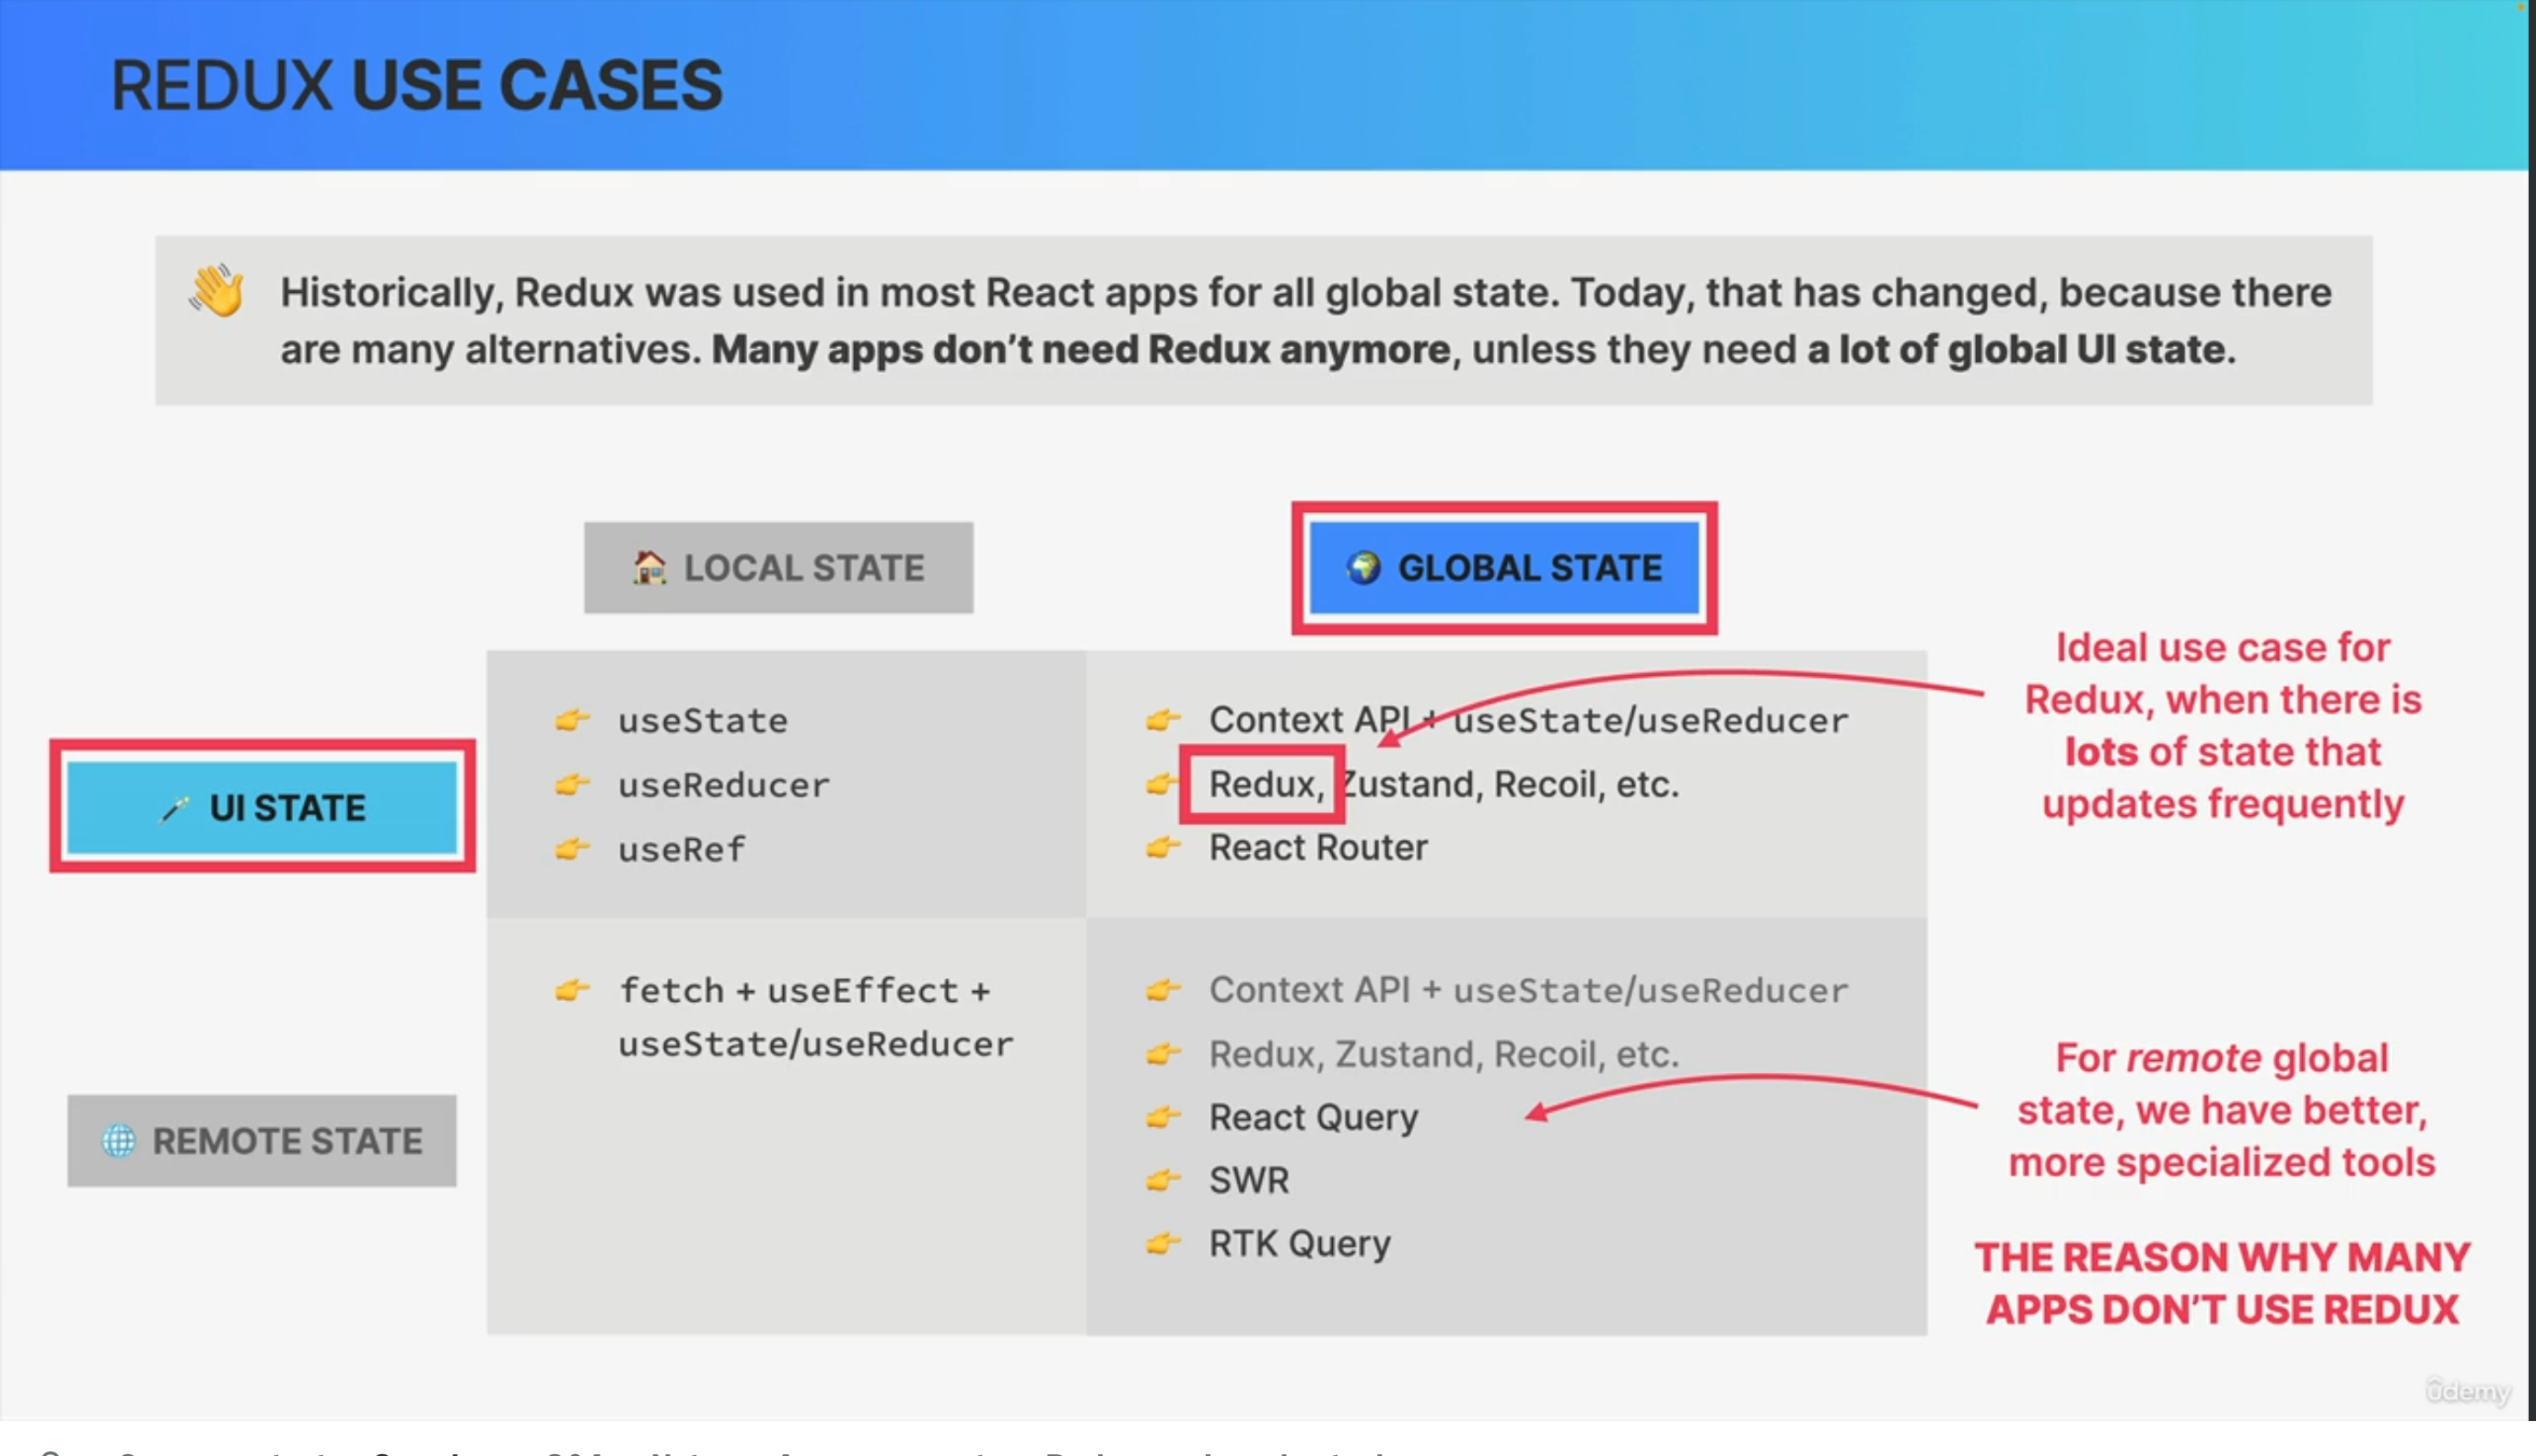 REDUX USE CASES
Historically, Redux was used in most React apps for all global state. Today, that has changed, because there
are many alternatives. Many apps don’t need Redux anymore, unless they need a lot of global UI state.
LOCAL STATE
GLOBAL STATE
UI STATE
useState
useReducer
useRef
Context API + useState/useReducer
Redux, Zustand, Recoil, etc.
React Router
Ideal use case for
Redux, when there is
lots of state that
updates frequently
REMOTE STATE
fetch + useEffect +
useState/useReducer
Context API + useState/useReducer
Redux, Zustand, Recoil, etc.
React Query
SWR
RTK Query
For remote global
state, we have better,
more specialized tools
THE REASON WHY MANY
APPS DON’T USE REDUX
ûdemy